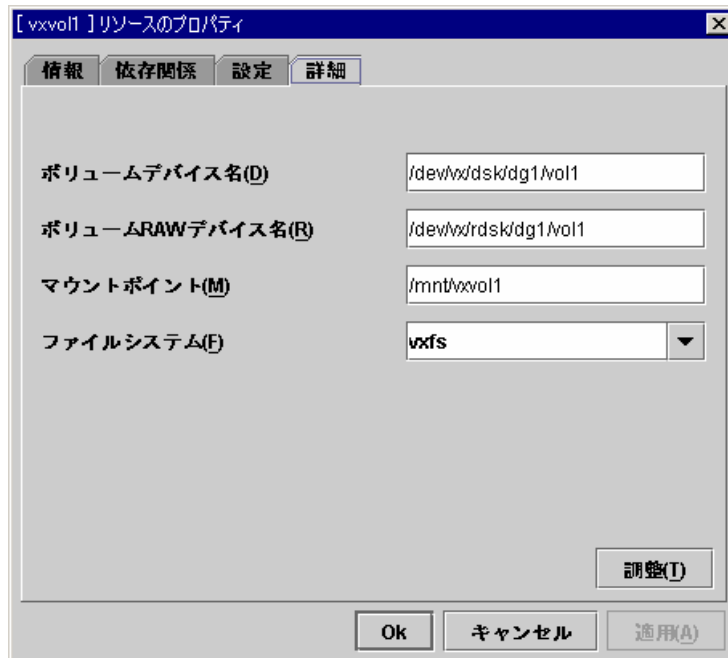 [ vxvol1 ]リソースのプロパティ
情報 依存関係 設定 詳細
ボリュームデバイス名(D) /dev/vx/dsk/dg1/vol1
ボリュームRAWデバイス名(R) /dev/vx/rdsk/dg1/vol1
マウントポイント(M) /mnt/vxvol1
ファイルシステム(F) vxfs
調整(T)
Ok キャンセル 適用(A)